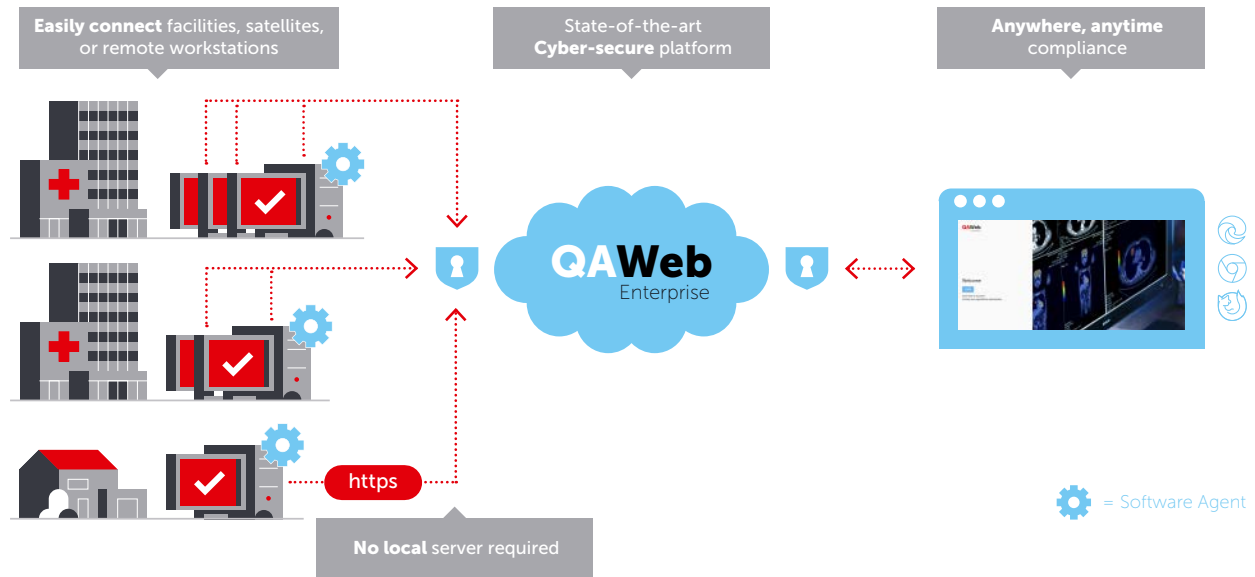 Easily connect facilities, satellites,
or remote workstations
State-of-the-art
Cyber-secure platform
Anywhere, anytime
compliance
QAWeb
Enterprise
QAWeb
https
No local server required
= Software Agent